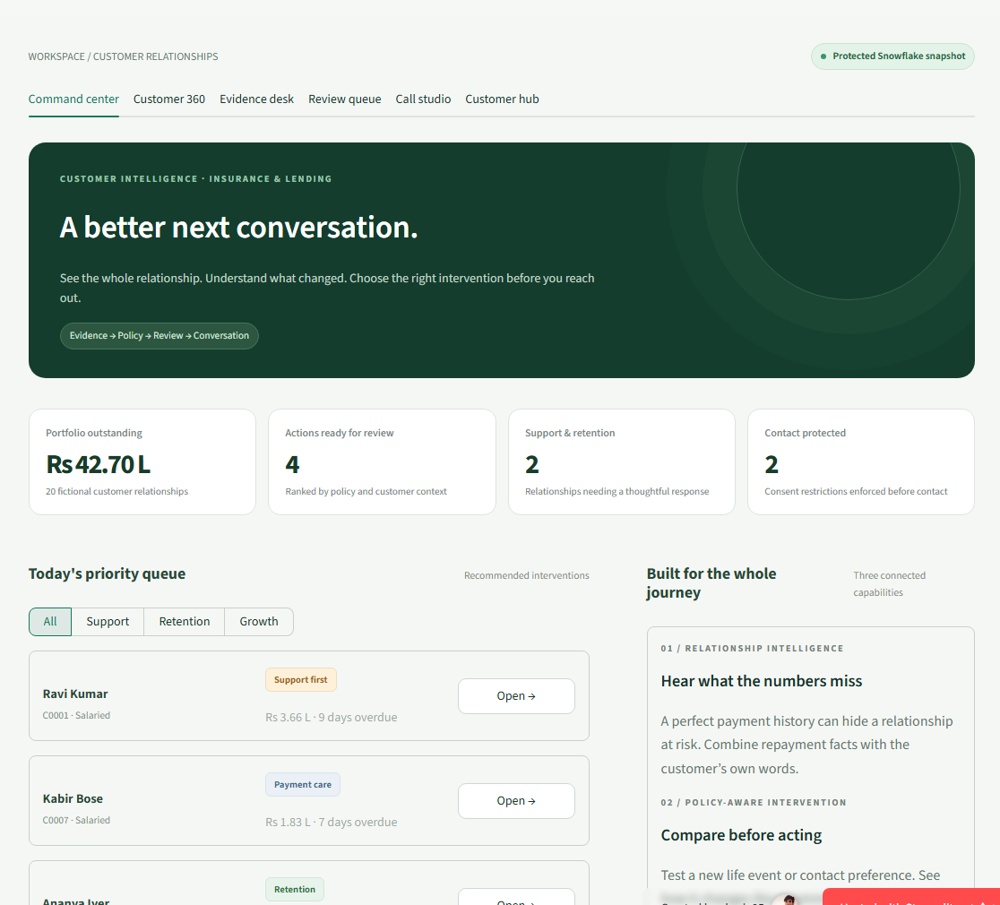 WORKSPACE / CUSTOMER RELATIONSHIPS
Protected Snowflake snapshot
Command center
Customer 360
Evidence desk
Review queue
Call studio
Customer hub
CUSTOMER INTELLIGENCE · INSURANCE & LENDING
A better next conversation.
See the whole relationship. Understand what changed. Choose the right intervention before you reach
out.
Evidence → Policy → Review → Conversation
Portfolio outstanding
Rs 42.70 L
20 fictional customer relationships
Actions ready for review
4
Ranked by policy and customer context
Support & retention
2
Relationships needing a thoughtful response
Contact protected
2
Consent restrictions enforced before contact
Today's priority queue
Recommended interventions
All
Support
Retention
Growth
Ravi Kumar
C0001 · Salaried
Support first
Rs 3.66 L · 9 days overdue
Open →
Kabir Bose
C0007 · Salaried
Payment care
Rs 1.83 L · 7 days overdue
Open →
Ananya Iyer
Retention
Open →
Built for the whole
journey
Three connected
capabilities
01 / RELATIONSHIP INTELLIGENCE
Hear what the numbers miss
A perfect payment history can hide a relationship
at risk. Combine repayment facts with the
customer’s own words.
02 / POLICY-AWARE INTERVENTION
Compare before acting
Test a new life event or contact preference. See